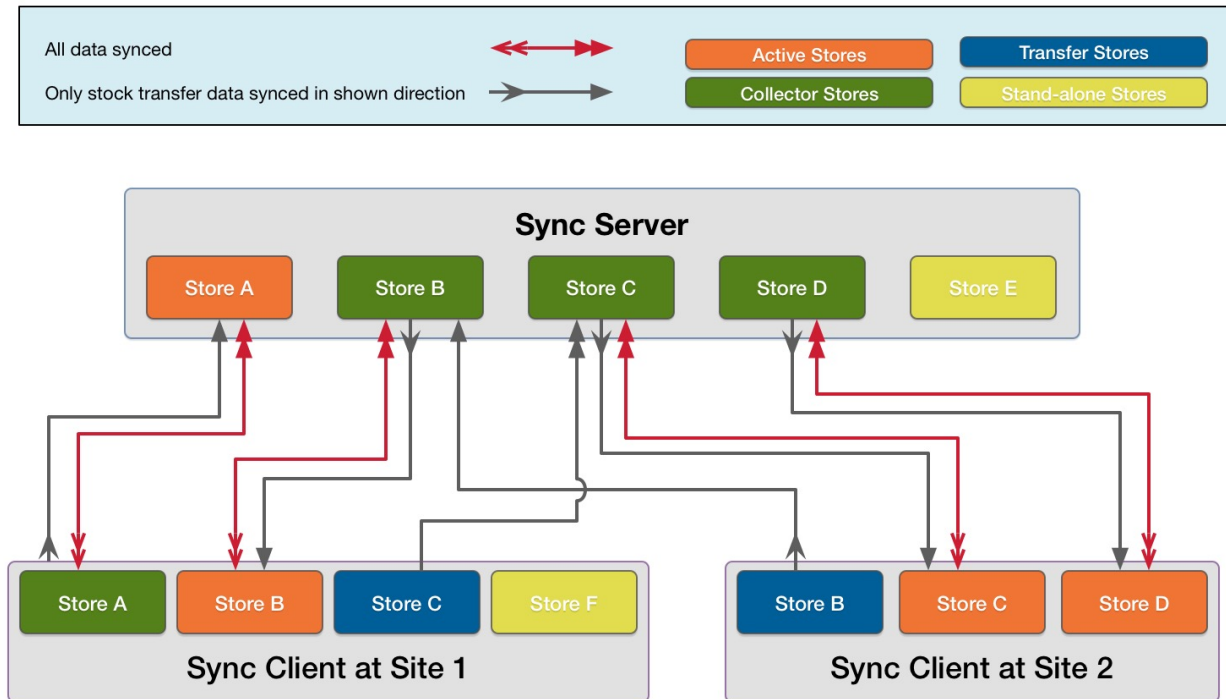 All data synced
Only stock transfer data synced in shown direction
Active Stores
Transfer Stores
Collector Stores
Stand-alone Stores
Sync Server
Store A
Store B
Store C
Store D
Store E
Store A
Store B
Store C
Store F
Sync Client at Site 1
Store B
Store C
Store D
Sync Client at Site 2